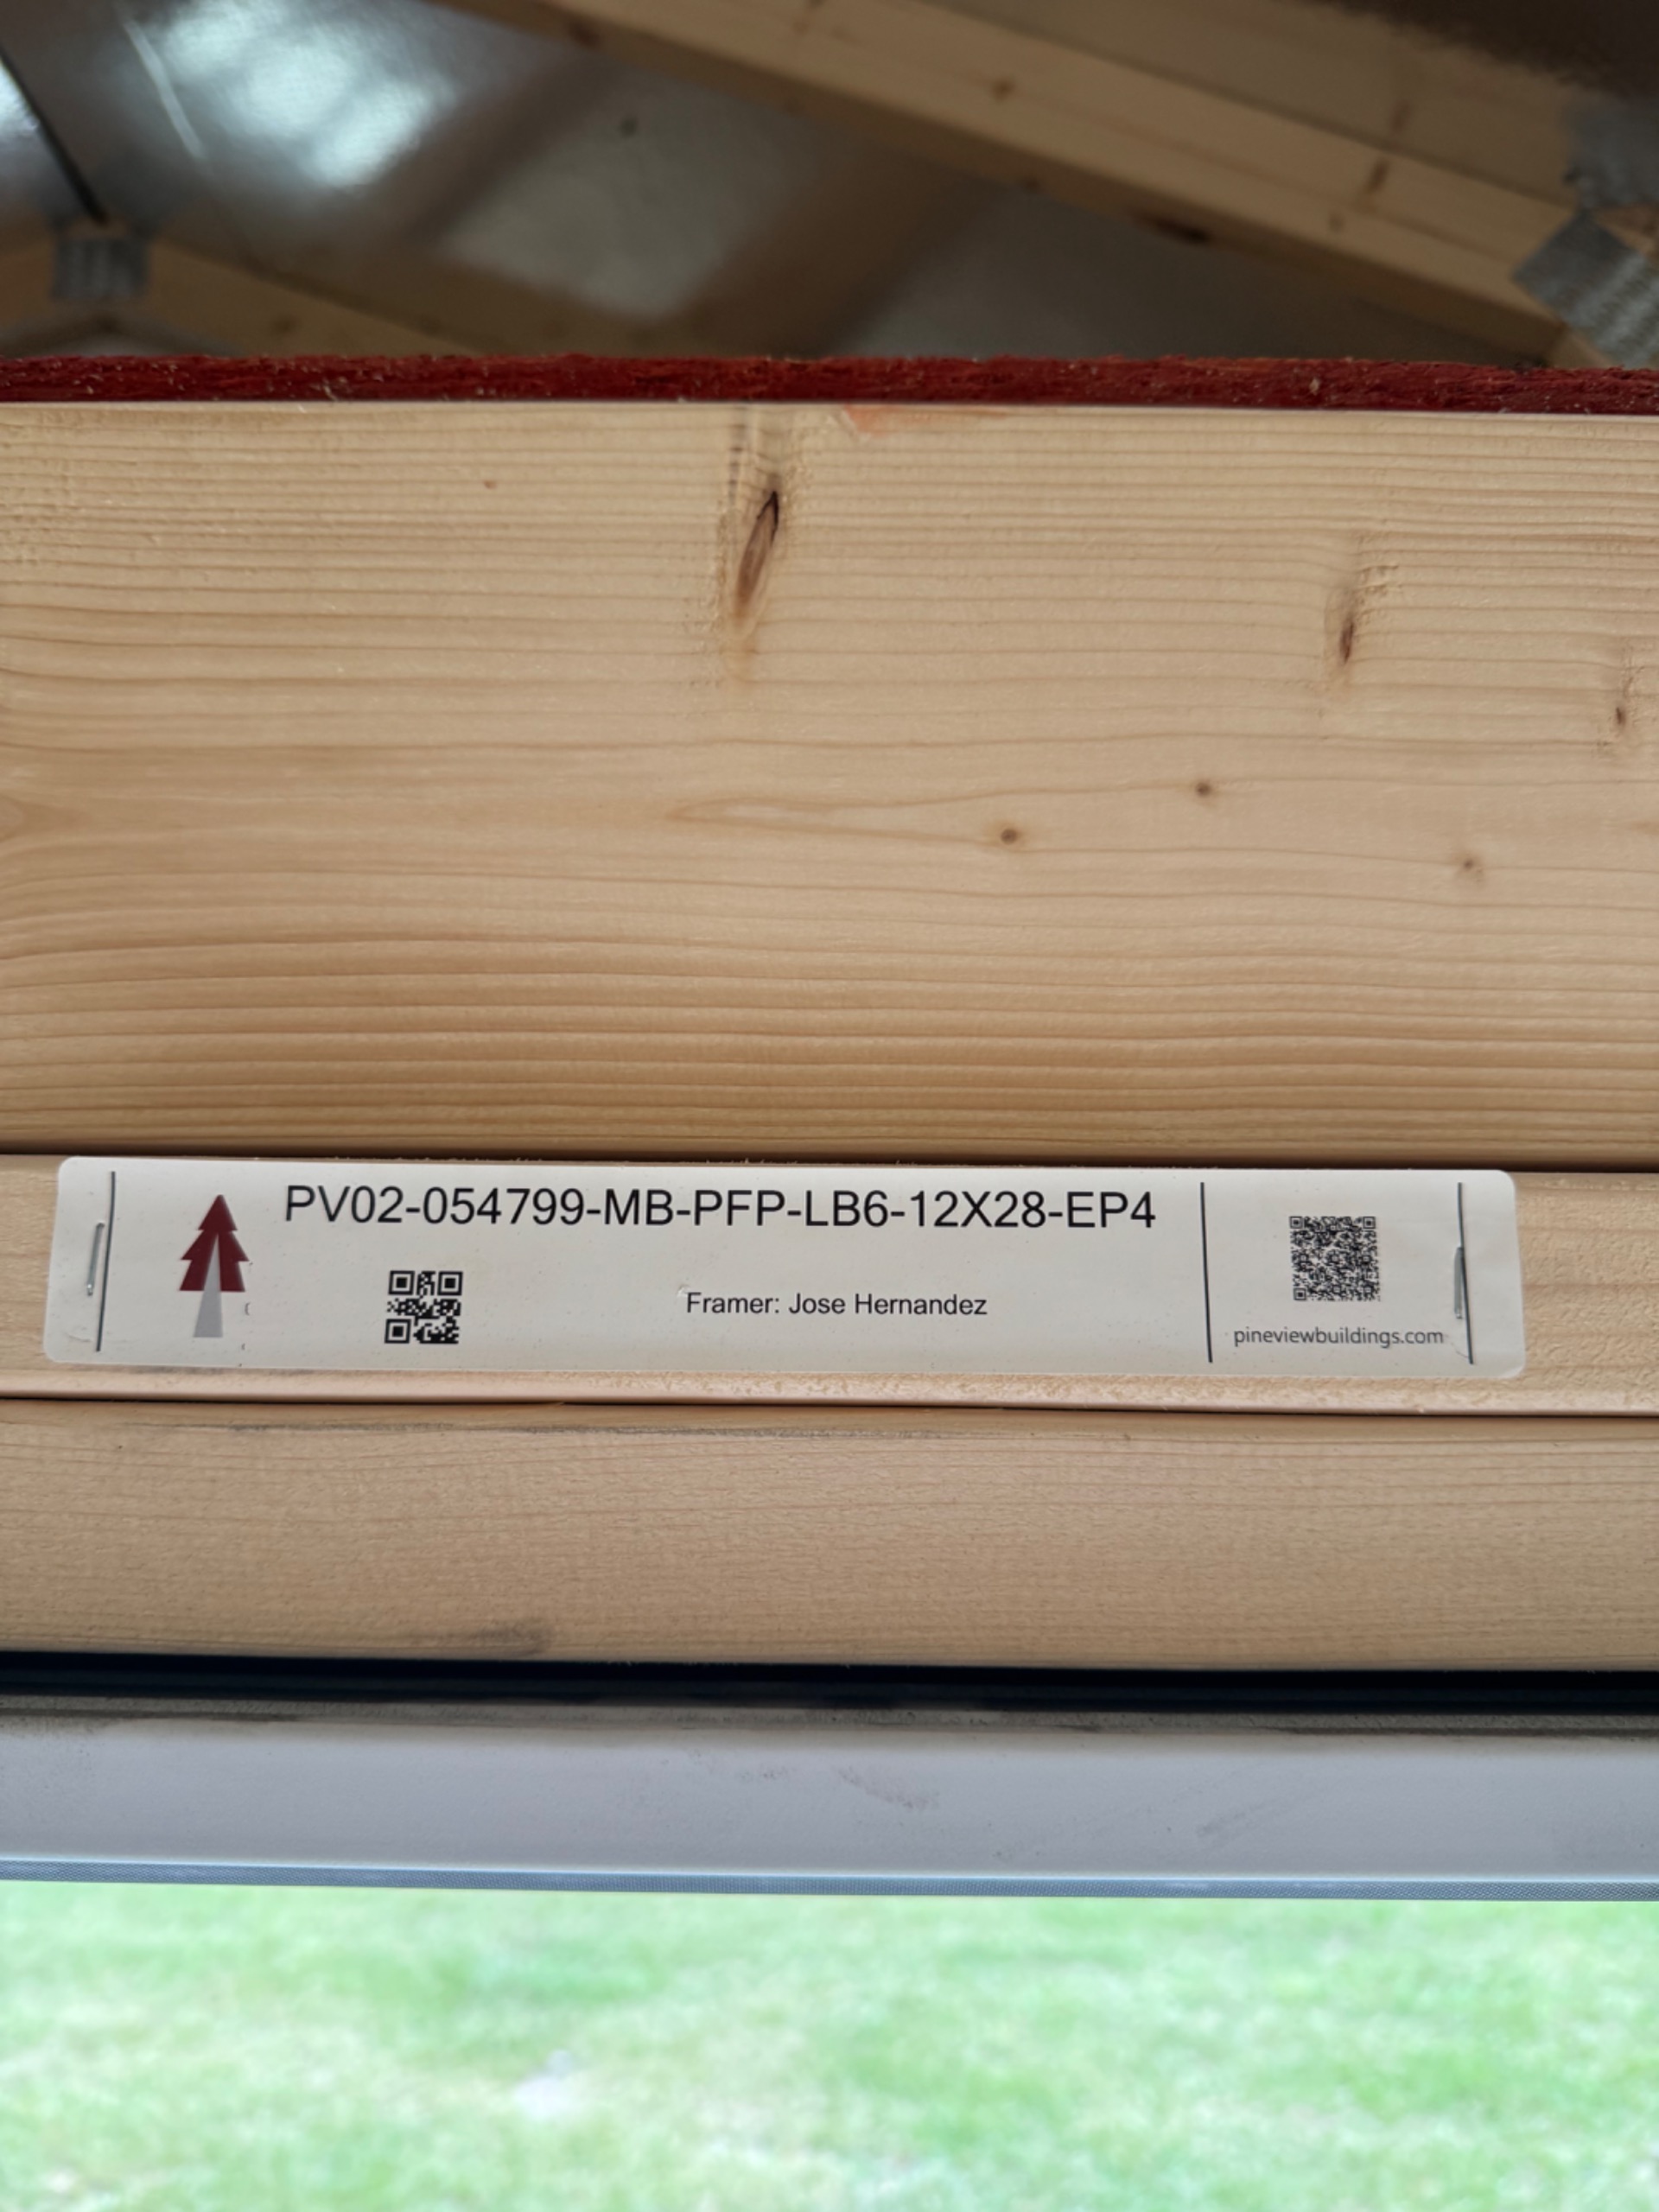 PV02-054799-MB-PFP-LB6-12X28-EP4
Framer: Jose Hernandez
pineviewbuildings.com